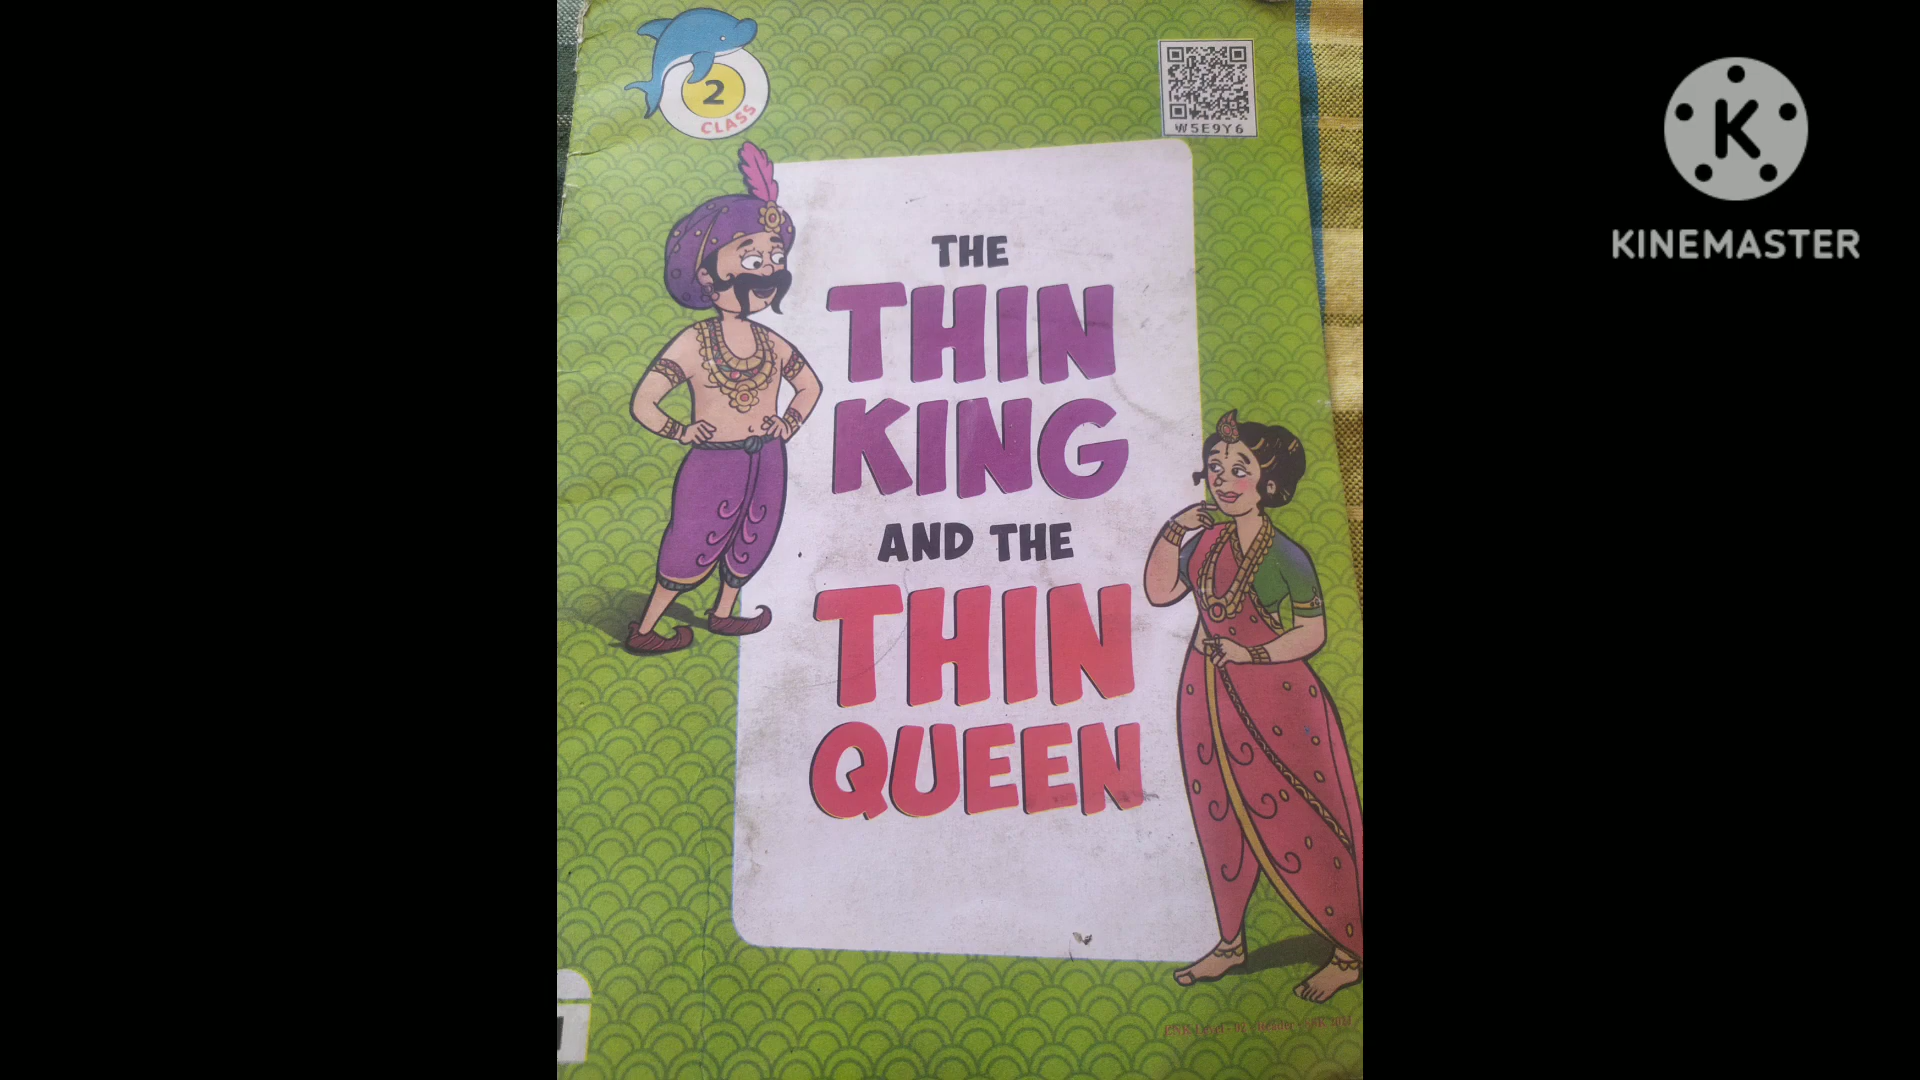 2
CLASS
W5E9Y6
THE
THIN
KING
AND THE
THIN
QUEEN
K
KINEMASTER